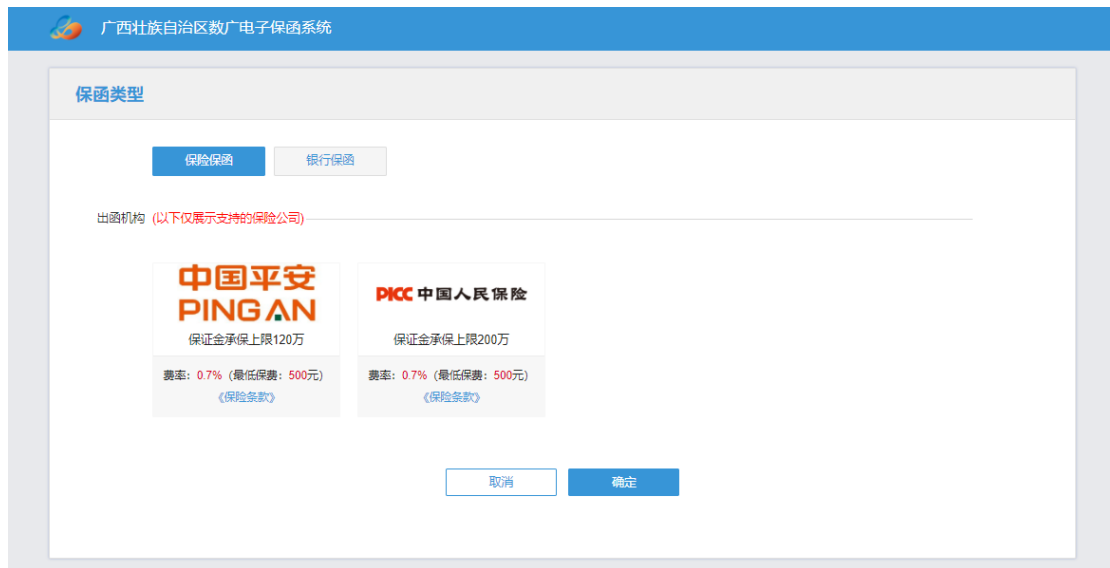 广西壮族自治区数广电子保函系统
保函类型
保险保函 银行保函
出函机构 (以下仅展示支持的保险公司)
中国平安
PING AN
保证金承保上限120万
费率：0.7%（最低保费：500元）
《保险条款》
PICC 中国人民保险
保证金承保上限200万
费率：0.7%（最低保费：500元）
《保险条款》
取消 确定